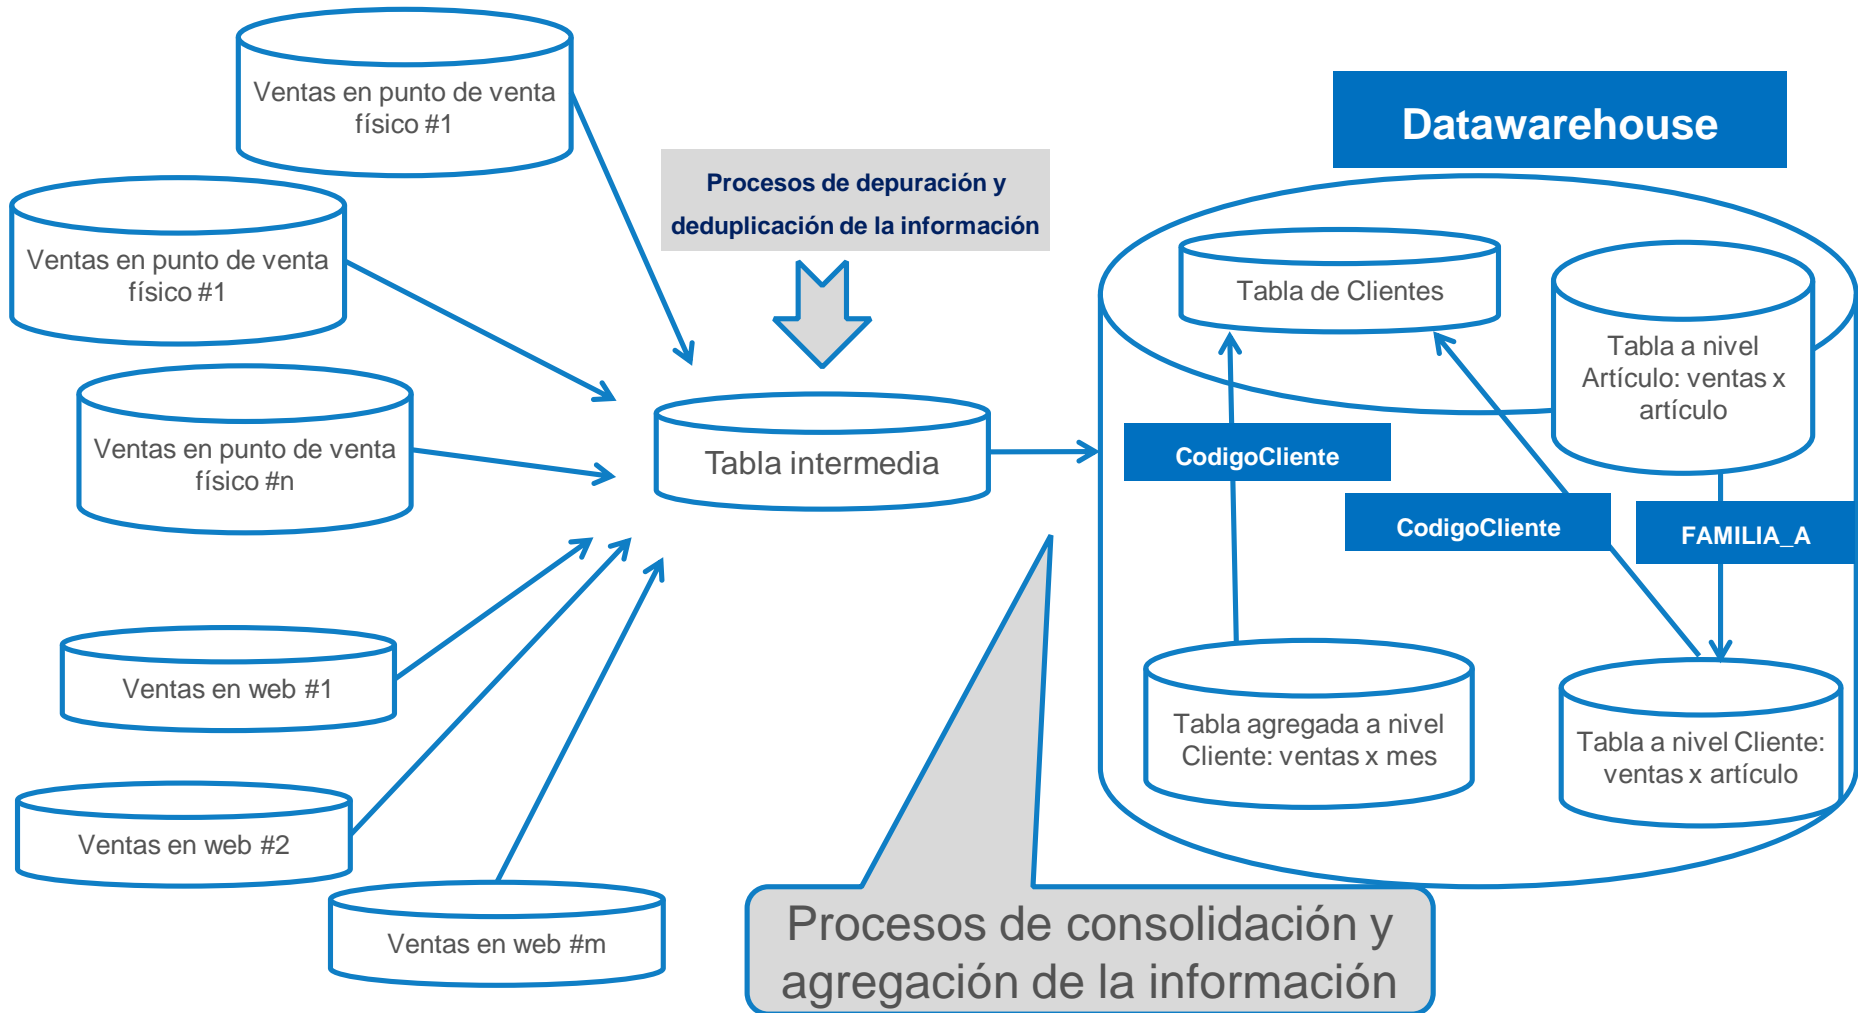 Ventas en punto de venta
físico #1
Ventas en punto de venta
físico #1
Ventas en punto de venta
físico #n
Ventas en web #1
Ventas en web #2
Ventas en web #m
Procesos de depuración y
deduplicación de la información
Tabla intermedia
Procesos de consolidación y
agregación de la información
Datawarehouse
Tabla de Clientes
Tabla a nivel
Artículo: ventas x
artículo
CodigoCliente
CodigoCliente
FAMILIA_A
Tabla agregada a nivel
Cliente: ventas x mes
Tabla a nivel Cliente:
ventas x artículo